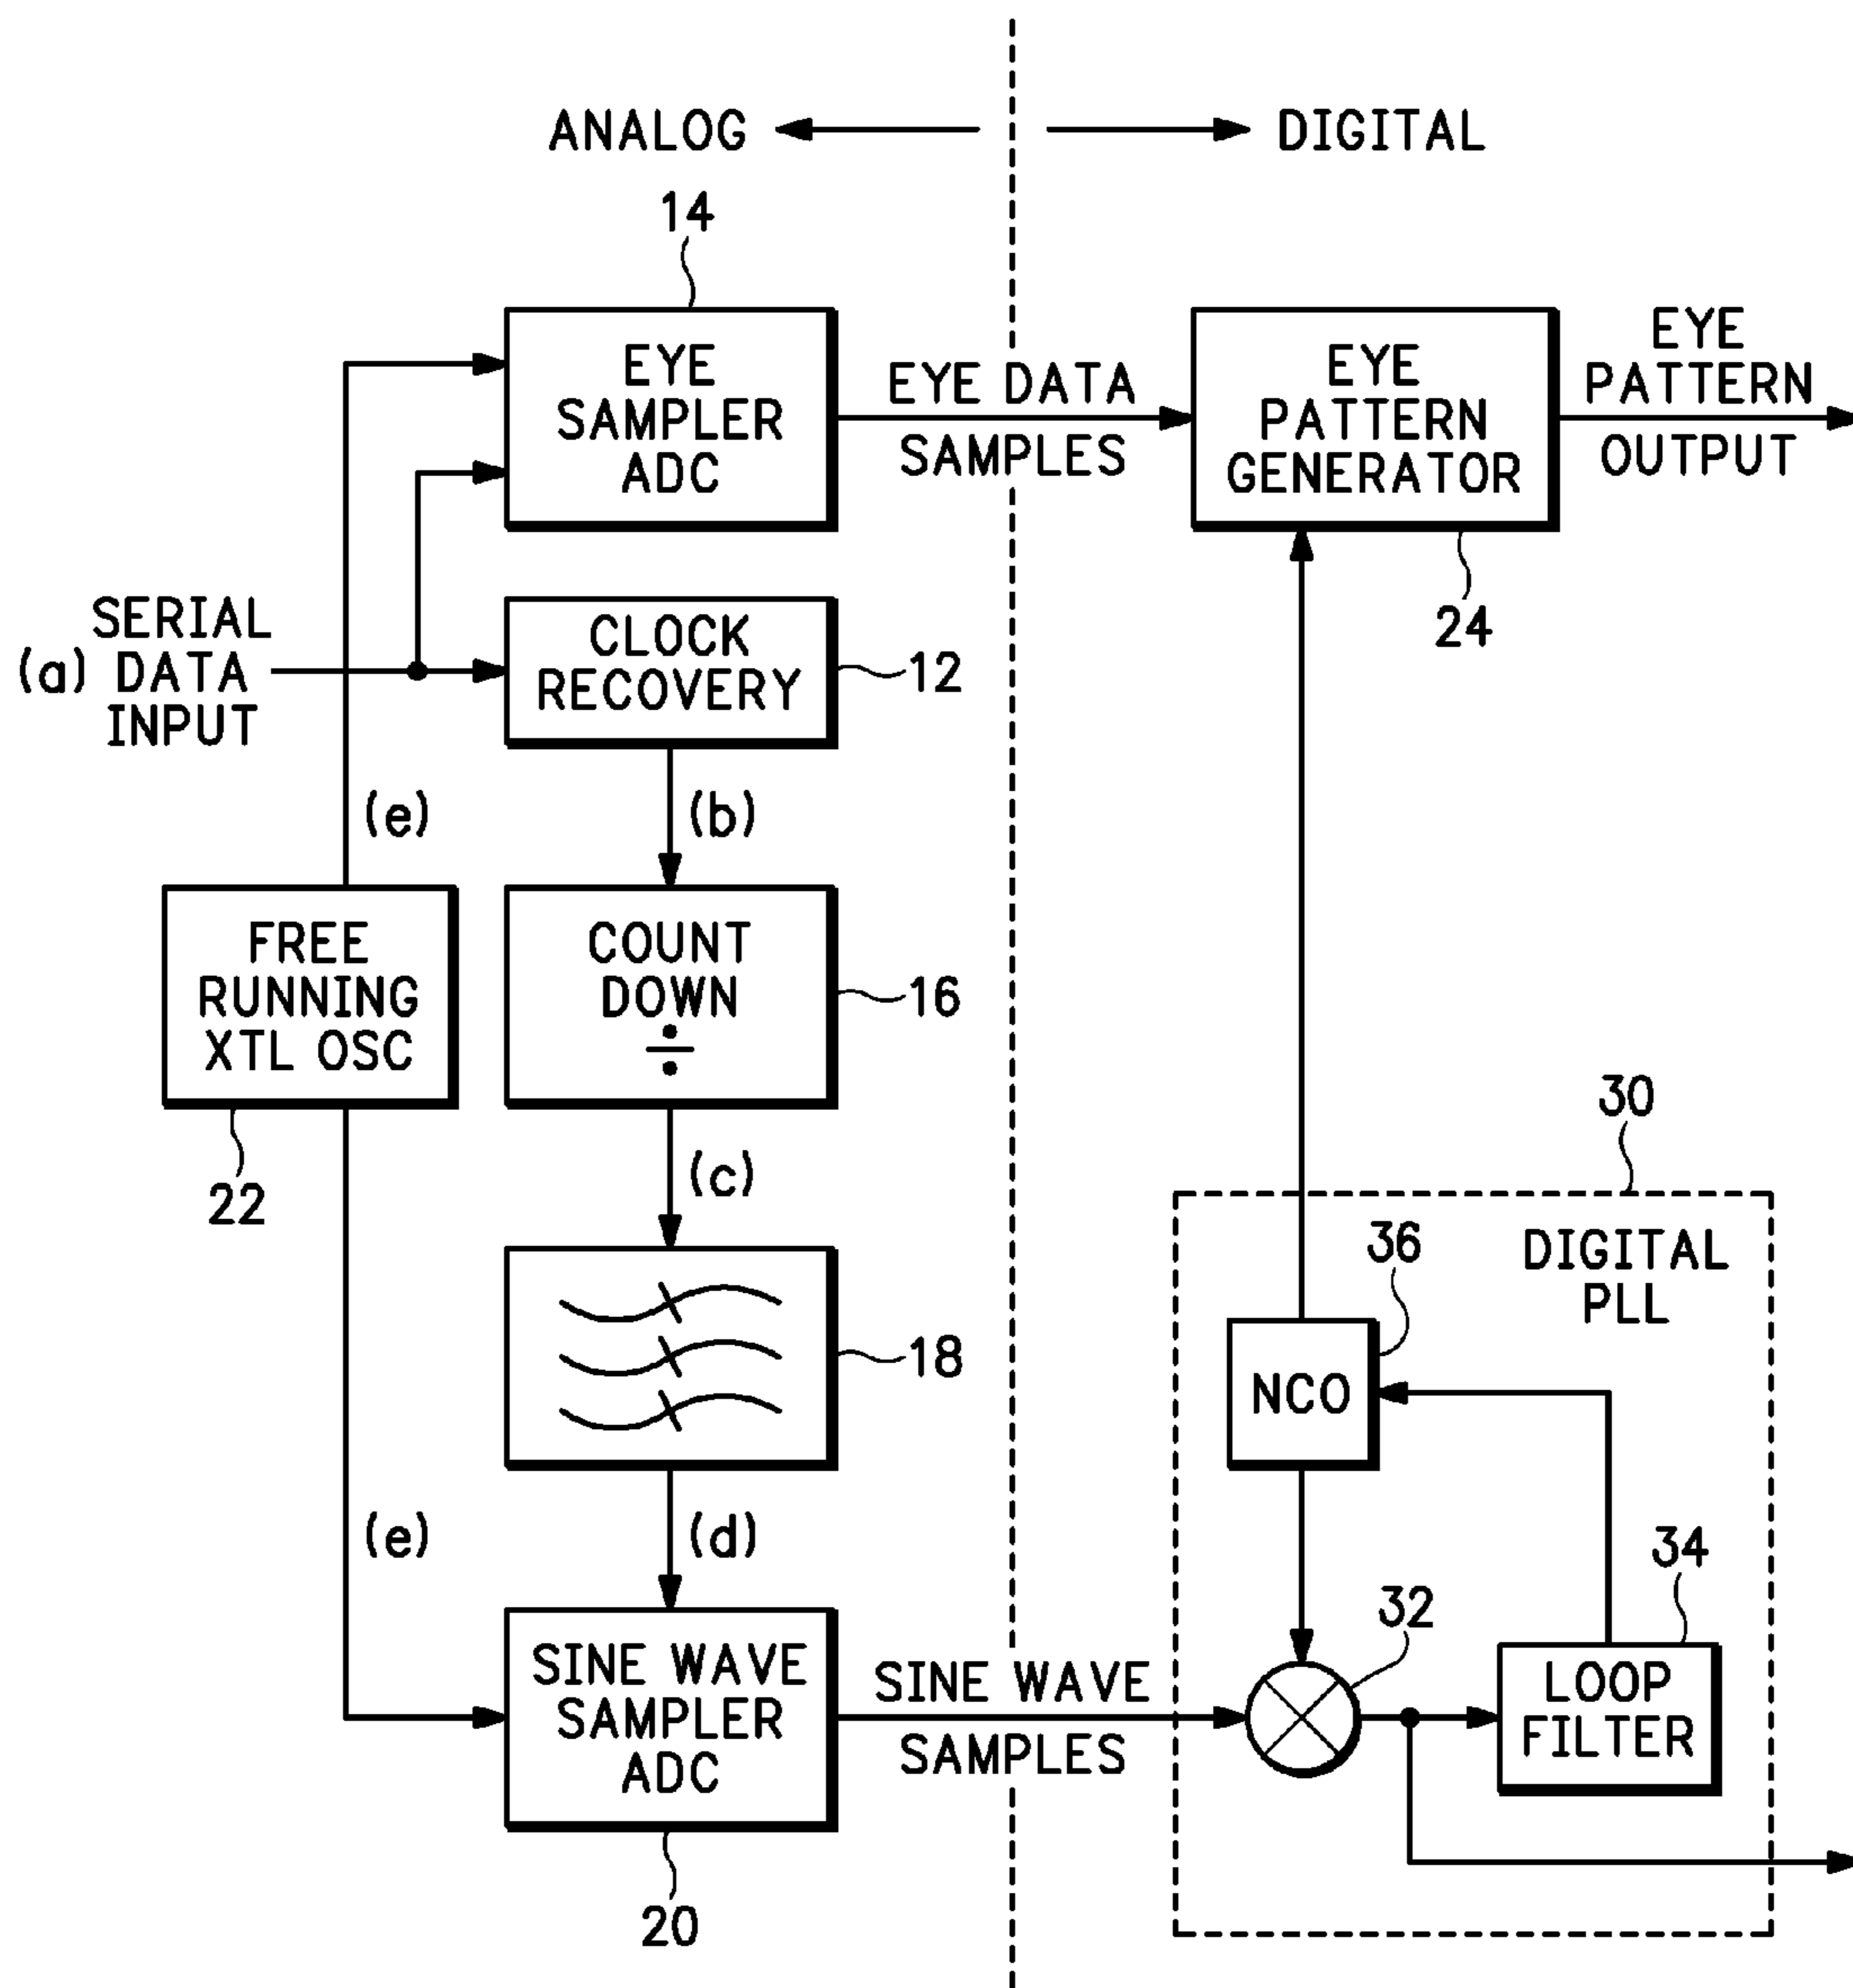 ANALOG
DIGITAL
14
EYE
SAMPLER
ADC
EYE DATA
SAMPLES
EYE
PATTERN
GENERATOR
EYE
PATTERN
OUTPUT
24
(a) SERIAL
DATA
INPUT
CLOCK
RECOVERY
12
(e)
(b)
FREE
RUNNING
XTL OSC
22
COUNT
DOWN
÷
16
(c)
18
(e)
(d)
SINE WAVE
SAMPLER
ADC
20
SINE WAVE
SAMPLES
30
DIGITAL
PLL
36
NCO
32
34
LOOP
FILTER